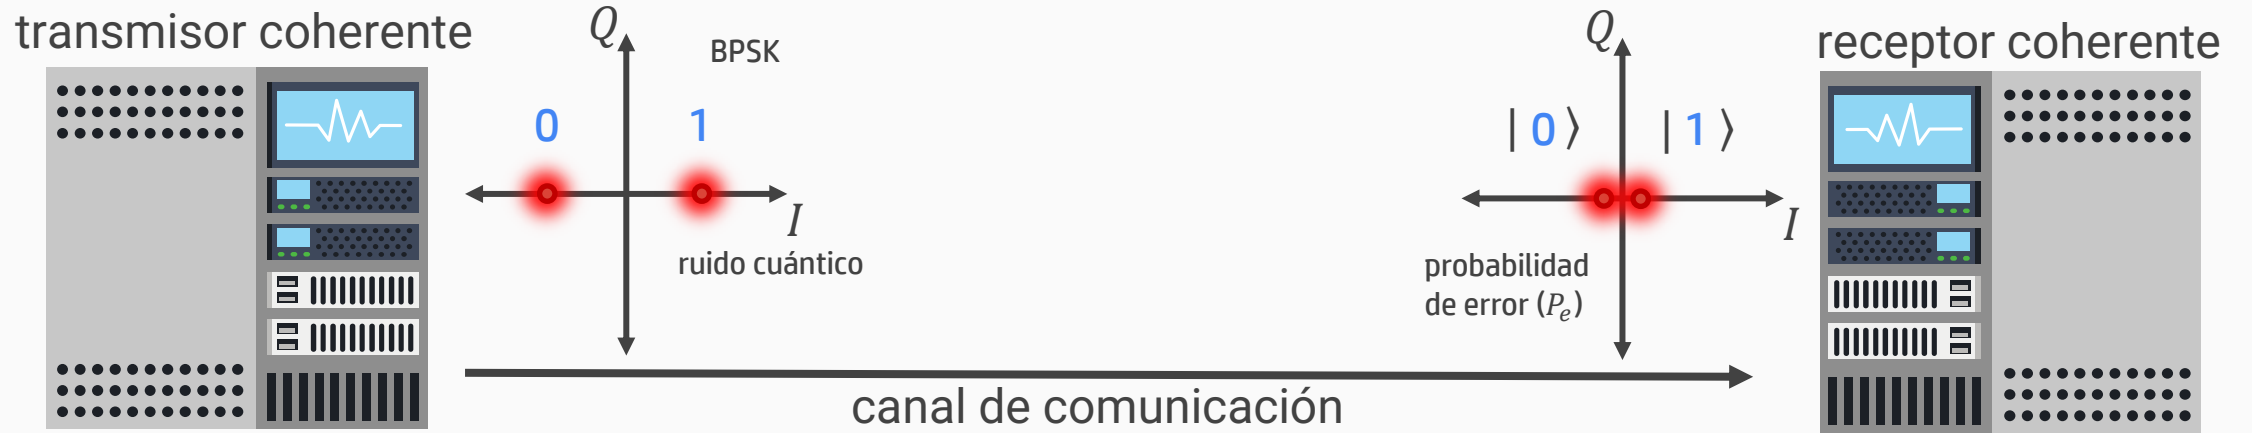 transmisor coherente
Q
BPSK
0
1
I
ruido cuántico
Q
receptor coherente
| 0 ⟩
| 1 ⟩
I
probabilidad
de error (Pₑ)
canal de comunicación